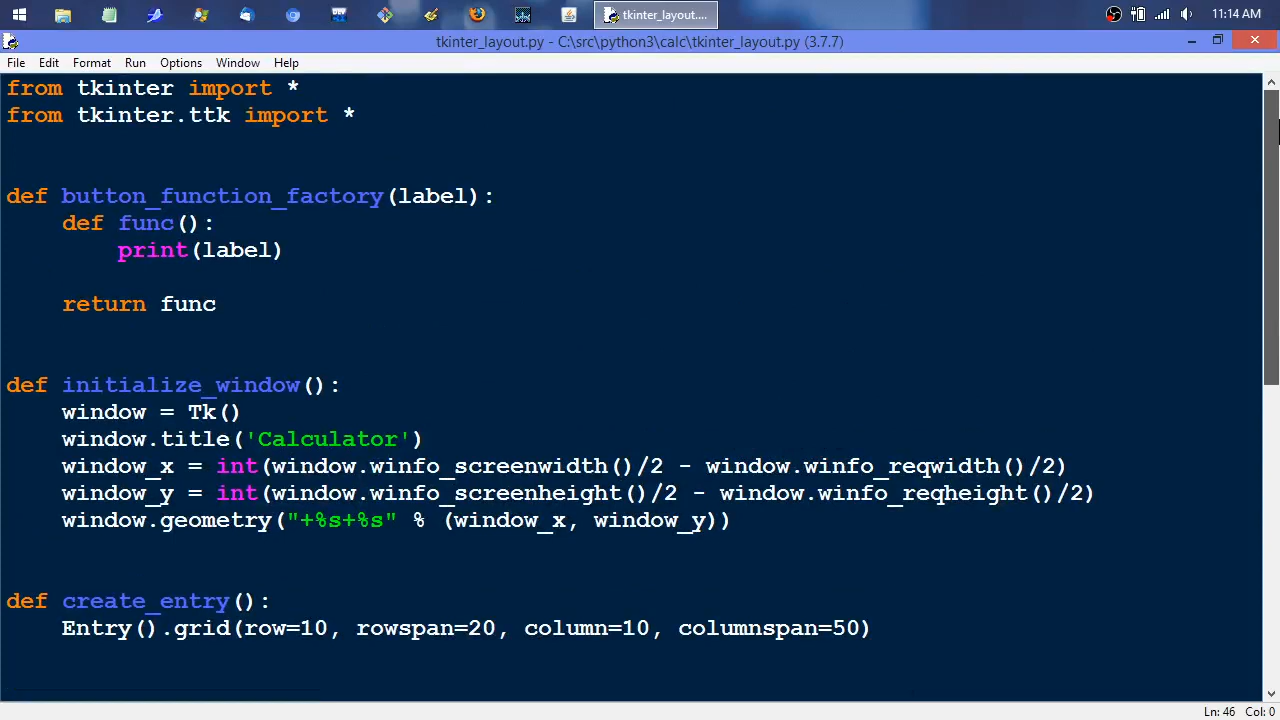 tkinter_layout....
11:14 AM
tkinter_layout.py - C:\src\python3\calc\tkinter_layout.py (3.7.7)
File Edit Format Run Options Window Help
from tkinter import *
from tkinter.ttk import *
def button_function_factory(label):
    def func():
        print(label)
    return func
def initialize_window():
    window = Tk()
    window.title('Calculator')
    window_x = int(window.winfo_screenwidth()/2 - window.winfo_reqwidth()/2)
    window_y = int(window.winfo_screenheight()/2 - window.winfo_reqheight()/2)
    window.geometry("+%s+%s" % (window_x, window_y))
def create_entry():
    Entry().grid(row=10, rowspan=20, column=10, columnspan=50)
Ln: 46 Col: 0